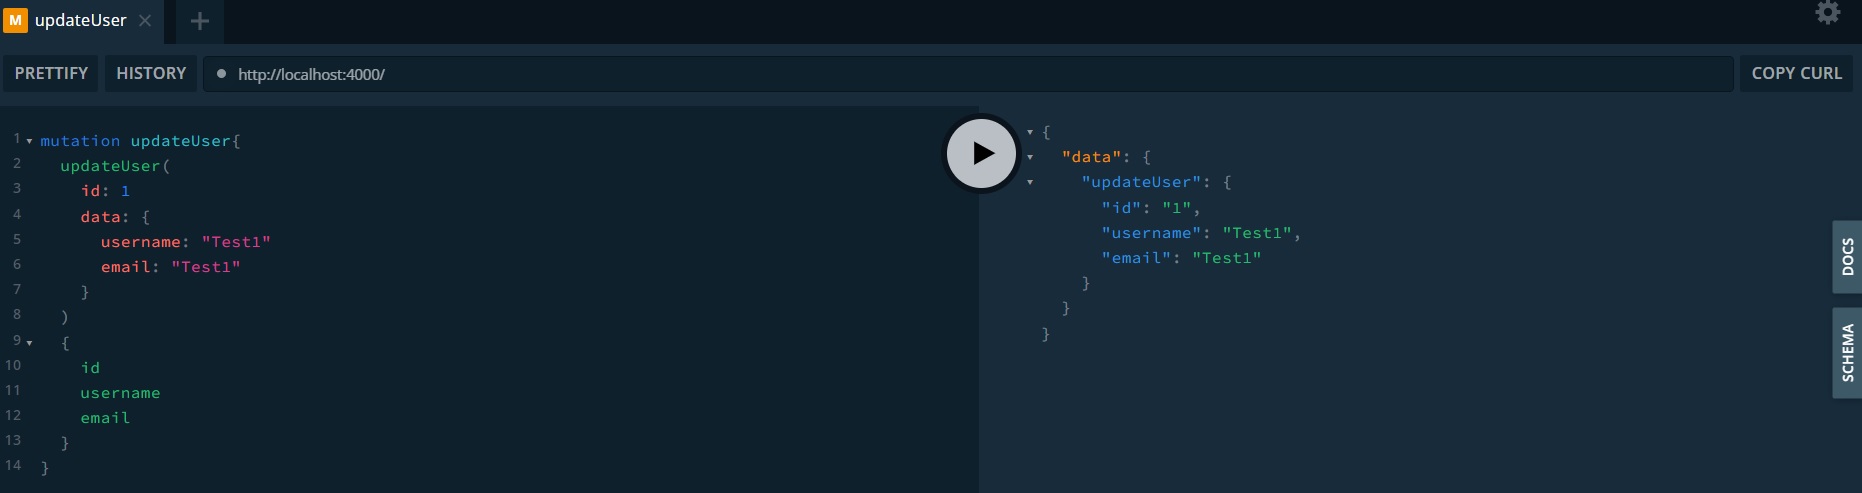 M updateUser
PRETTIFY HISTORY http://localhost:4000/ COPY CURL
1 mutation updateUser{
2 updateUser(
3 id: 1
4 data: {
5 username: "Test1"
6 email: "Test1"
7 }
8 )
9 {
10 id
11 username
12 email
13 }
14 }
{
"data": {
"updateUser": {
"id": "1",
"username": "Test1",
"email": "Test1"
}
}
}
DOCS
SCHEMA